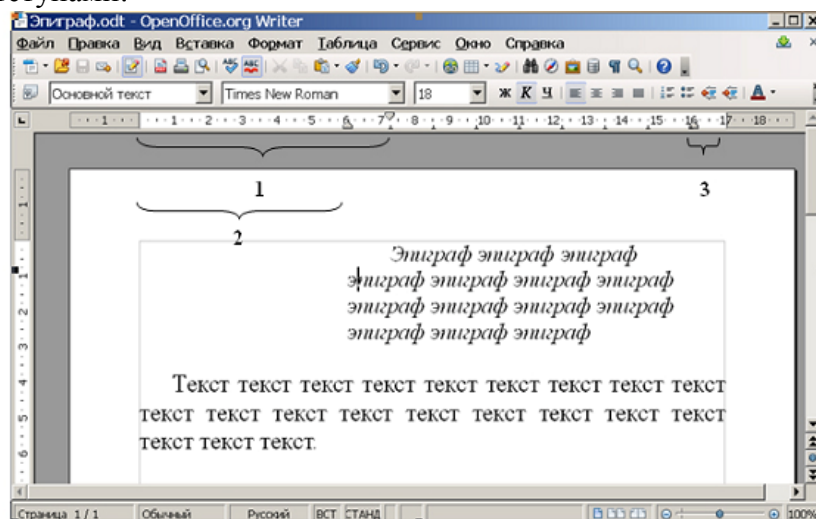 Эпиграф.odt - OpenOffice.org Writer
Файл Правка Вид Вставка Формат Таблица Сервис Окно Справка
Основной текст Times New Roman 18 Ж К Ч А
1 1 2 3 4 5 6 7 8 9 10 11 12 13 14 15 16 17 18
1 3
2
Эпиграф эпиграф эпиграф
эпиграф эпиграф эпиграф эпиграф
эпиграф эпиграф эпиграф эпиграф
эпиграф эпиграф эпиграф
Текст текст текст текст текст текст текст текст текст
текст текст текст текст текст текст текст текст текст
текст текст текст.
Страница 1 / 1 Обычный Русский ВСТ СТАНД 100%